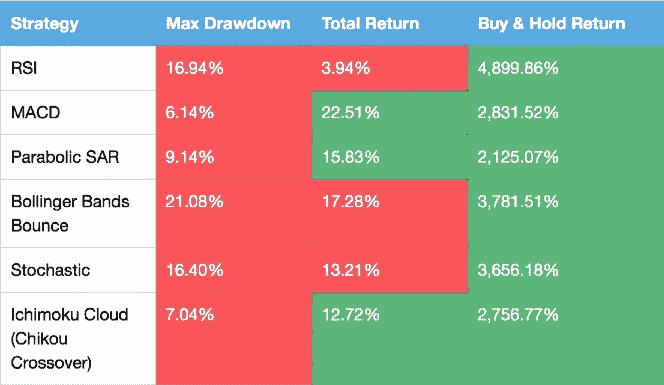 Strategy Max Drawdown Total Return Buy & Hold Return
RSI 16.94% 3.94% 4,899.86%
MACD 6.14% 22.51% 2,831.52%
Parabolic SAR 9.14% 15.83% 2,125.07%
Bollinger Bands 21.08% 17.28% 3,781.51%
Bounce
Stochastic 16.40% 13.21% 3,656.18%
Ichimoku Cloud 7.04% 12.72% 2,756.77%
(Chikou
Crossover)